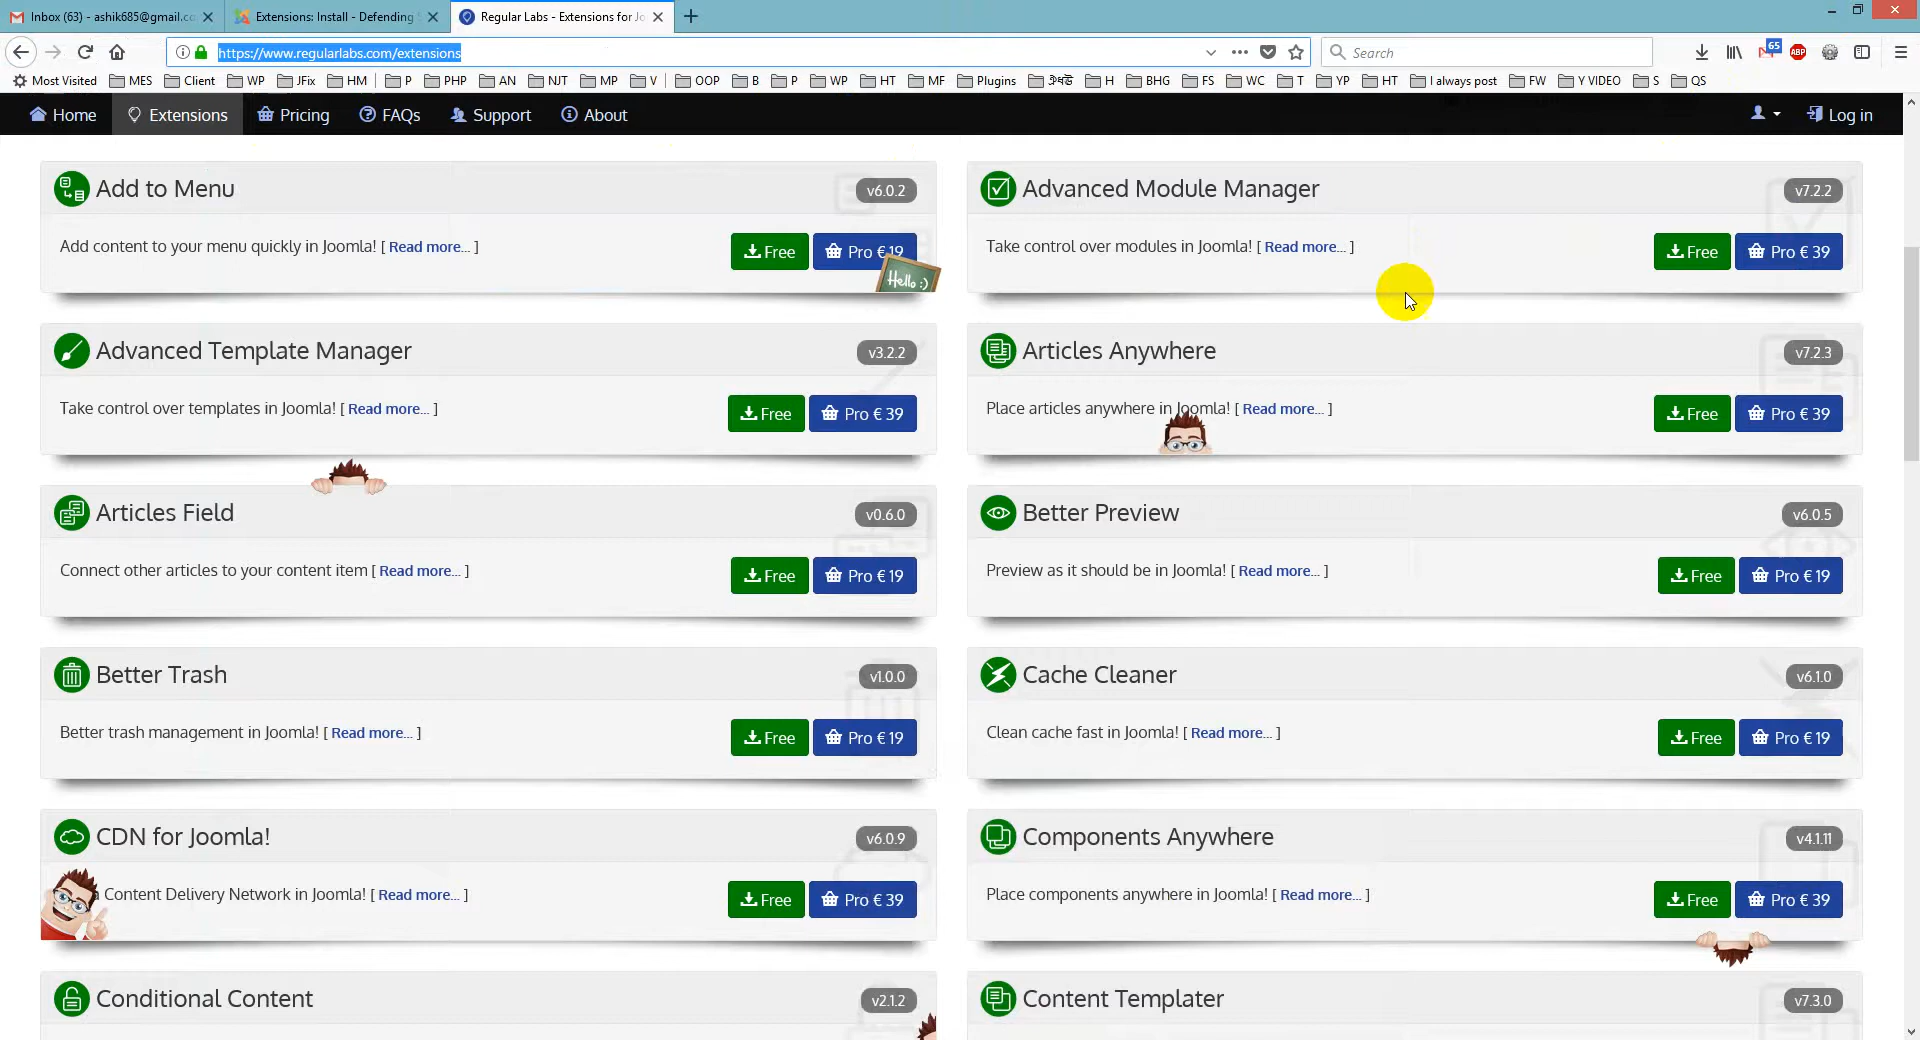 Inbox (63) - ashik685@gmail.co
Extensions: Install - Defending
Regular Labs - Extensions for Jo
https://www.regularlabs.com/extensions
Search
65
ABP
Most Visited MES Client WP JFix HM P PHP AN NJT MP V OOP B P WP HT MF Plugins H BHG FS WC T YP HT I always post FW Y VIDEO S QS
Home Extensions Pricing FAQs Support About Log in
Add to Menu v6.0.2
Add content to your menu quickly in Joomla! [ Read more... ] Free Pro € 19
Hello :)
Advanced Module Manager v7.2.2
Take control over modules in Joomla! [ Read more... ] Free Pro € 39
Advanced Template Manager v3.2.2
Take control over templates in Joomla! [ Read more... ] Free Pro € 39
Articles Anywhere v7.2.3
Place articles anywhere in Joomla! [ Read more... ] Free Pro € 39
Articles Field v0.6.0
Connect other articles to your content item [ Read more... ] Free Pro € 19
Better Preview v6.0.5
Preview as it should be in Joomla! [ Read more... ] Free Pro € 19
Better Trash v1.0.0
Better trash management in Joomla! [ Read more... ] Free Pro € 19
Cache Cleaner v6.1.0
Clean cache fast in Joomla! [ Read more... ] Free Pro € 19
CDN for Joomla! v6.0.9
Content Delivery Network in Joomla! [ Read more... ] Free Pro € 39
Components Anywhere v4.1.11
Place components anywhere in Joomla! [ Read more... ] Free Pro € 39
Conditional Content v2.1.2
Content Templater v7.3.0